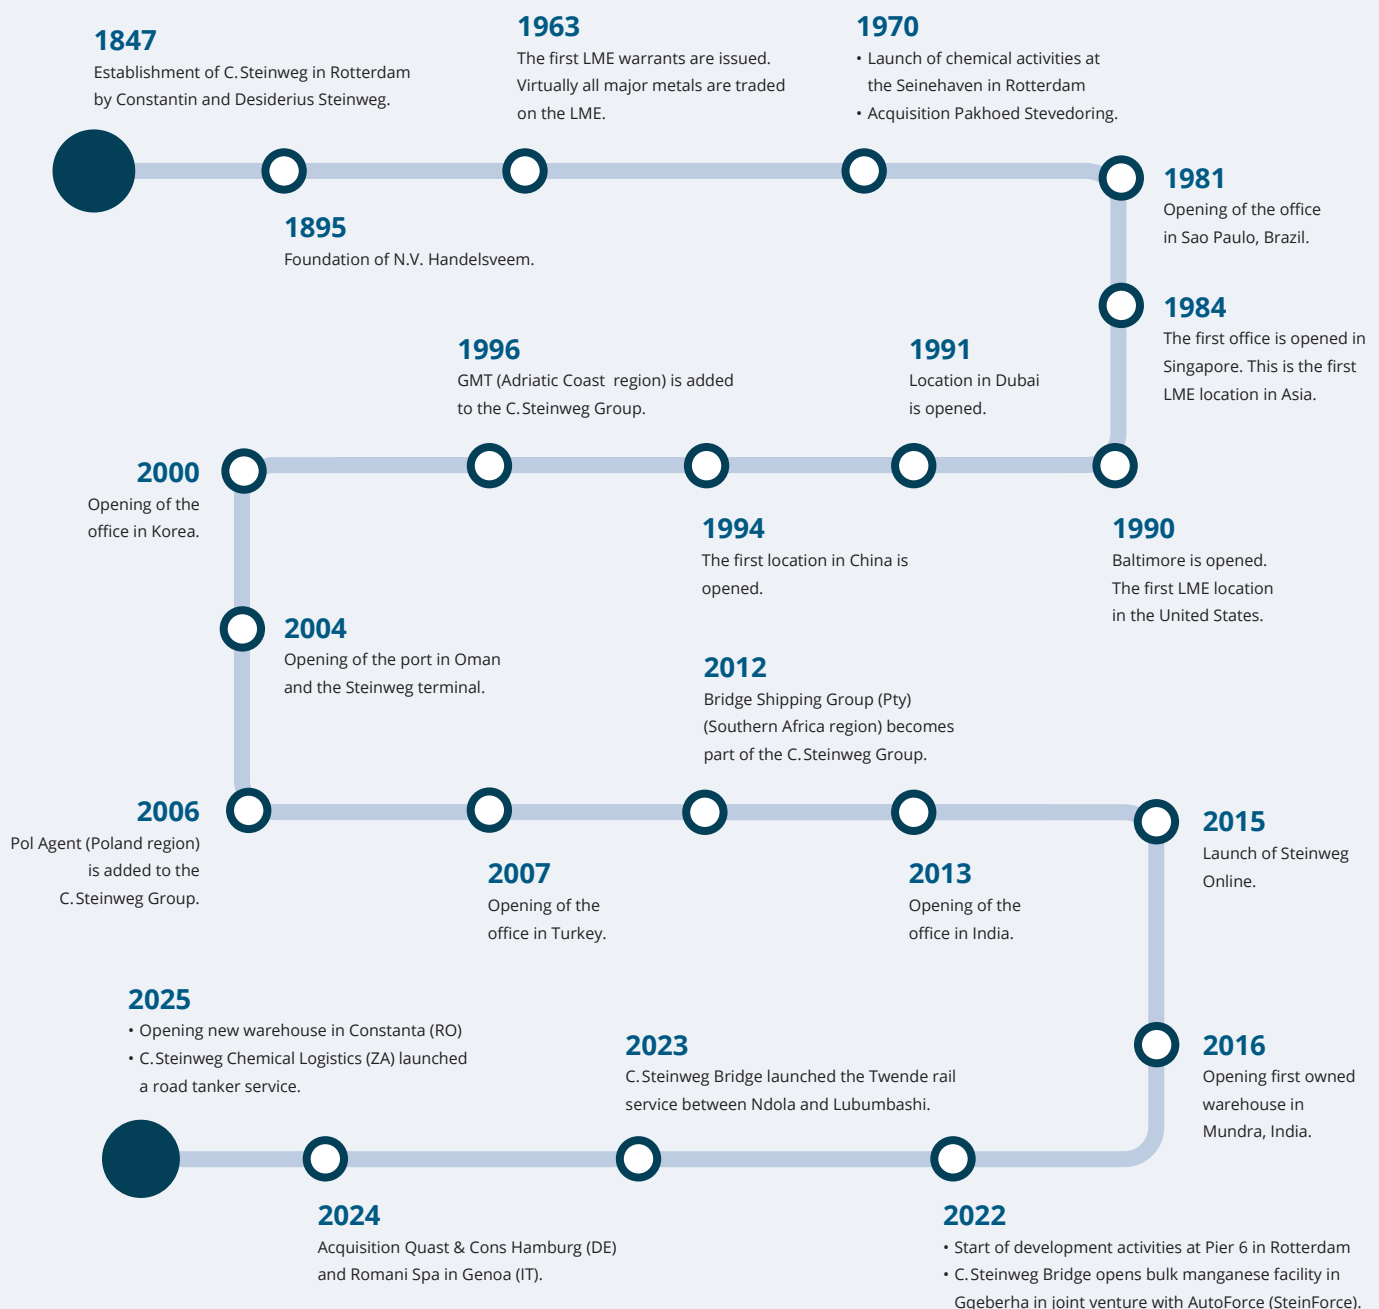 1847
Establishment of C. Steinweg in Rotterdam
by Constantin and Desiderius Steinweg.
1895
Foundation of N.V. Handelsveem.
1963
The first LME warrants are issued.
Virtually all major metals are traded
on the LME.
1970
• Launch of chemical activities at
the Seinehaven in Rotterdam
• Acquisition Pakhoed Stevedoring.
1981
Opening of the office
in Sao Paulo, Brazil.
1984
The first office is opened in
Singapore. This is the first
LME location in Asia.
1990
Baltimore is opened.
The first LME location
in the United States.
1991
Location in Dubai
is opened.
1994
The first location in China is
opened.
1996
GMT (Adriatic Coast region) is added
to the C. Steinweg Group.
2000
Opening of the
office in Korea.
2004
Opening of the port in Oman
and the Steinweg terminal.
2006
Pol Agent (Poland region)
is added to the
C. Steinweg Group.
2007
Opening of the
office in Turkey.
2012
Bridge Shipping Group (Pty)
(Southern Africa region) becomes
part of the C. Steinweg Group.
2013
Opening of the
office in India.
2015
Launch of Steinweg
Online.
2016
Opening first owned
warehouse in
Mundra, India.
2022
• Start of development activities at Pier 6 in Rotterdam
• C. Steinweg Bridge opens bulk manganese facility in
Gqeberha in joint venture with AutoForce (SteinForce).
2023
C. Steinweg Bridge launched the Twende rail
service between Ndola and Lubumbashi.
2024
Acquisition Quast & Cons Hamburg (DE)
and Romani Spa in Genoa (IT).
2025
• Opening new warehouse in Constanta (RO)
• C. Steinweg Chemical Logistics (ZA) launched
a road tanker service.